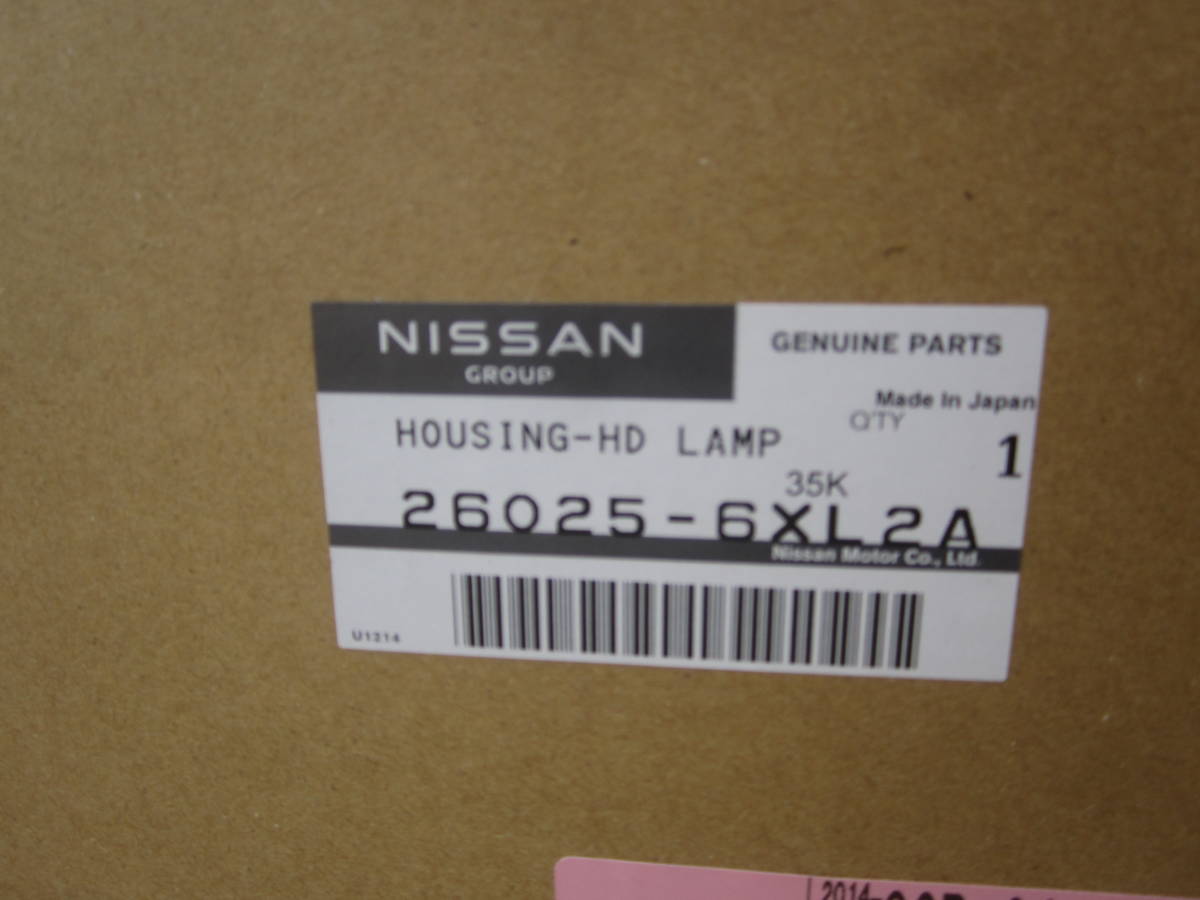 NISSAN
GROUP
GENUINE PARTS
Made In Japan
HOUSING-HD LAMP
Q'TY
1
35K
26025-6XL2A
Nissan Motor Co., Ltd.
U1214
2014